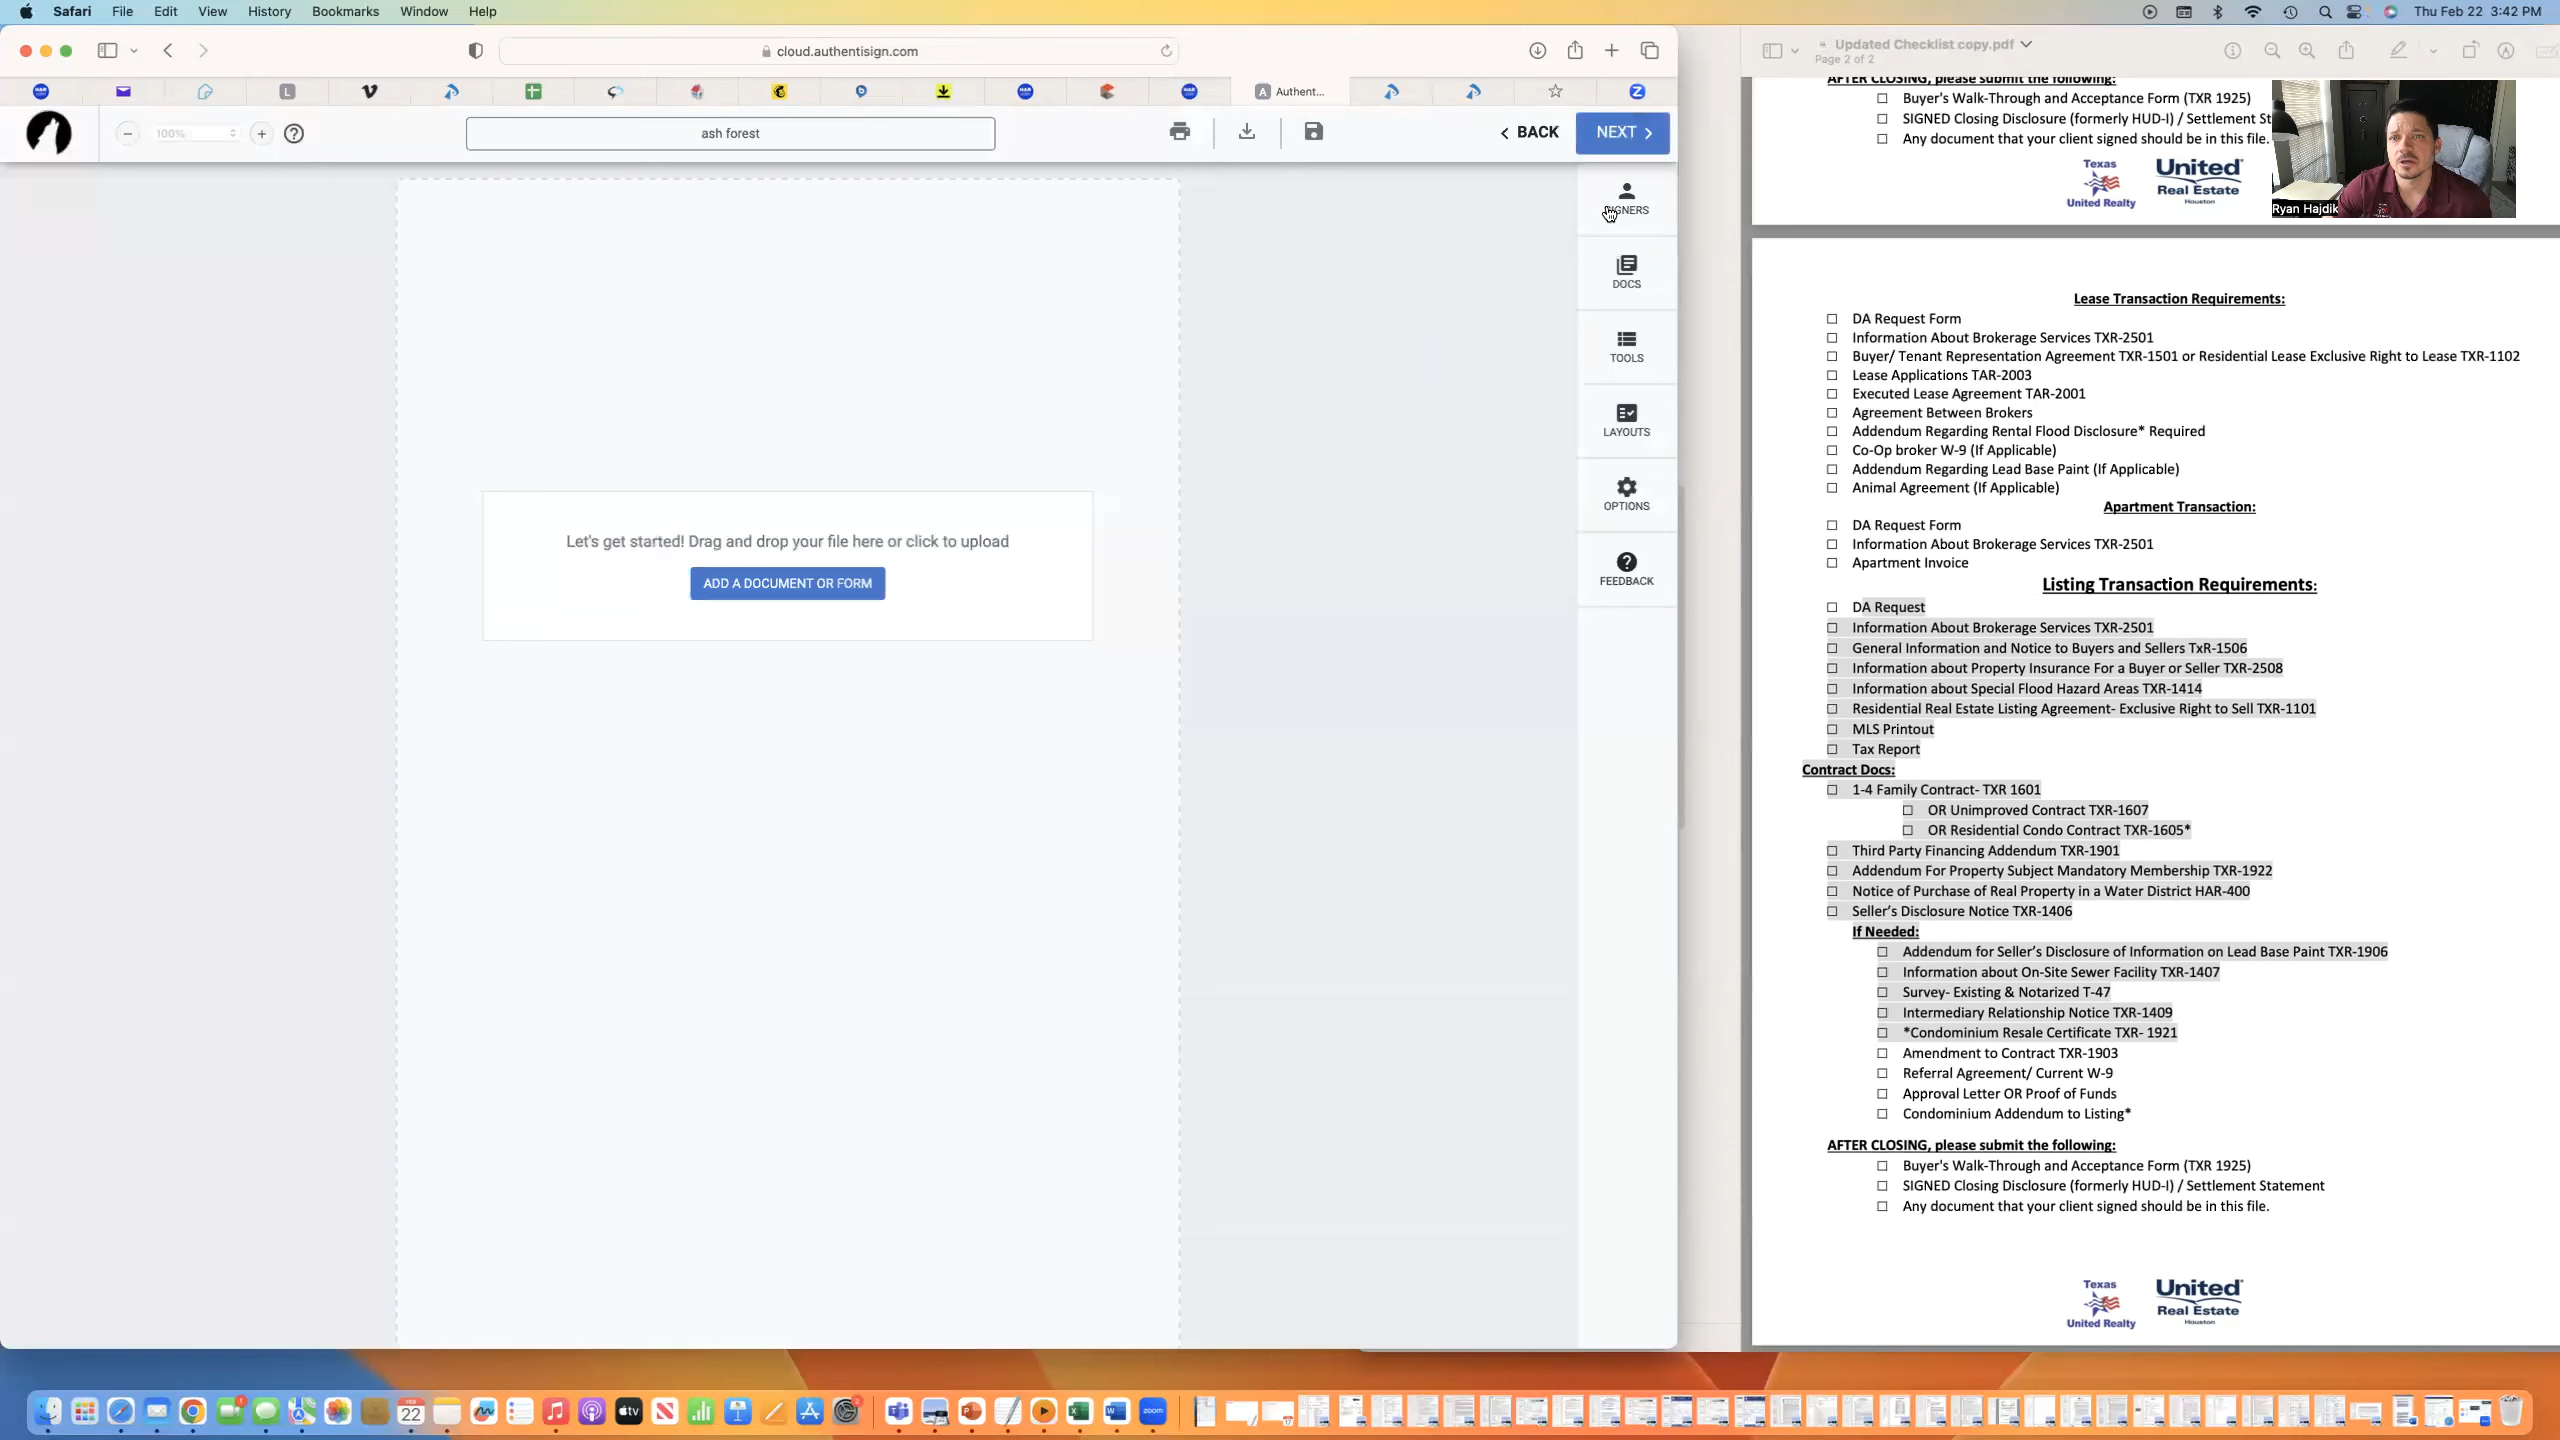 Safari File Edit View History Bookmarks Window Help
Thu Feb 22 3:42 PM
cloud.authentisign.com
Authent...
100%
ash forest
BACK
NEXT
SIGNERS
DOCS
TOOLS
LAYOUTS
OPTIONS
FEEDBACK
Let's get started! Drag and drop your file here or click to upload
ADD A DOCUMENT OR FORM
Updated Checklist copy.pdf
Page 2 of 2
AFTER CLOSING, please submit the following:
Buyer's Walk-Through and Acceptance Form (TXR 1925)
SIGNED Closing Disclosure (formerly HUD-I) / Settlement St
Any document that your client signed should be in this file.
Texas
United Realty
United
Real Estate
Houston
Ryan Hajdik
Lease Transaction Requirements:
DA Request Form
Information About Brokerage Services TXR-2501
Buyer/ Tenant Representation Agreement TXR-1501 or Residential Lease Exclusive Right to Lease TXR-1102
Lease Applications TAR-2003
Executed Lease Agreement TAR-2001
Agreement Between Brokers
Addendum Regarding Rental Flood Disclosure* Required
Co-Op broker W-9 (If Applicable)
Addendum Regarding Lead Base Paint (If Applicable)
Animal Agreement (If Applicable)
Apartment Transaction:
DA Request Form
Information About Brokerage Services TXR-2501
Apartment Invoice
Listing Transaction Requirements:
DA Request
Information About Brokerage Services TXR-2501
General Information and Notice to Buyers and Sellers TxR-1506
Information about Property Insurance For a Buyer or Seller TXR-2508
Information about Special Flood Hazard Areas TXR-1414
Residential Real Estate Listing Agreement- Exclusive Right to Sell TXR-1101
MLS Printout
Tax Report
Contract Docs:
1-4 Family Contract- TXR 1601
OR Unimproved Contract TXR-1607
OR Residential Condo Contract TXR-1605*
Third Party Financing Addendum TXR-1901
Addendum For Property Subject Mandatory Membership TXR-1922
Notice of Purchase of Real Property in a Water District HAR-400
Seller's Disclosure Notice TXR-1406
If Needed:
Addendum for Seller's Disclosure of Information on Lead Base Paint TXR-1906
Information about On-Site Sewer Facility TXR-1407
Survey- Existing & Notarized T-47
Intermediary Relationship Notice TXR-1409
*Condominium Resale Certificate TXR- 1921
Amendment to Contract TXR-1903
Referral Agreement/ Current W-9
Approval Letter OR Proof of Funds
Condominium Addendum to Listing*
AFTER CLOSING, please submit the following:
Buyer's Walk-Through and Acceptance Form (TXR 1925)
SIGNED Closing Disclosure (formerly HUD-I) / Settlement Statement
Any document that your client signed should be in this file.
Texas
United Realty
United
Real Estate
Houston
22
tv
zoom